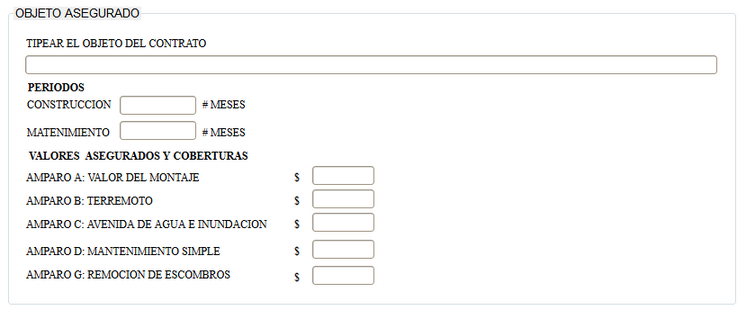 OBJETO ASEGURADO
TIPEAR EL OBJETO DEL CONTRATO
PERIODOS
CONSTRUCCION # MESES
MATENIMIENTO # MESES
VALORES ASEGURADOS Y COBERTURAS
AMPARO A: VALOR DEL MONTAJE $
AMPARO B: TERREMOTO $
AMPARO C: AVENIDA DE AGUA E INUNDACION $
AMPARO D: MANTENIMIENTO SIMPLE $
AMPARO G: REMOCION DE ESCOMBROS $